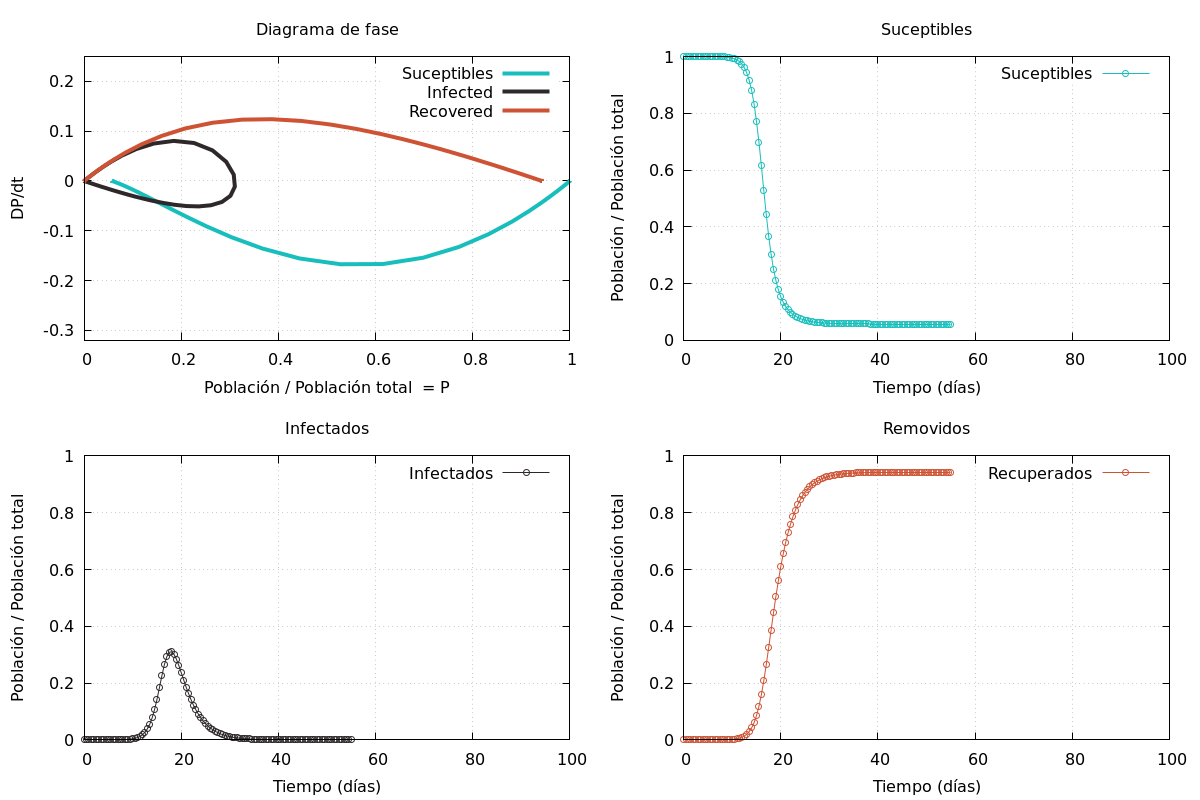 Diagrama de fase
Suceptibles
Infected
Recovered
0.2
0.1
0
-0.1
-0.2
-0.3
DP/dt
0 0.2 0.4 0.6 0.8 1
Población / Población total = P
Suceptibles
Suceptibles
1
0.8
0.6
0.4
0.2
0
Población / Población total
0 20 40 60 80 100
Tiempo (días)
Infectados
Infectados
1
0.8
0.6
0.4
0.2
0
Población / Población total
0 20 40 60 80 100
Tiempo (días)
Removidos
Recuperados
1
0.8
0.6
0.4
0.2
0
Población / Población total
0 20 40 60 80 100
Tiempo (días)